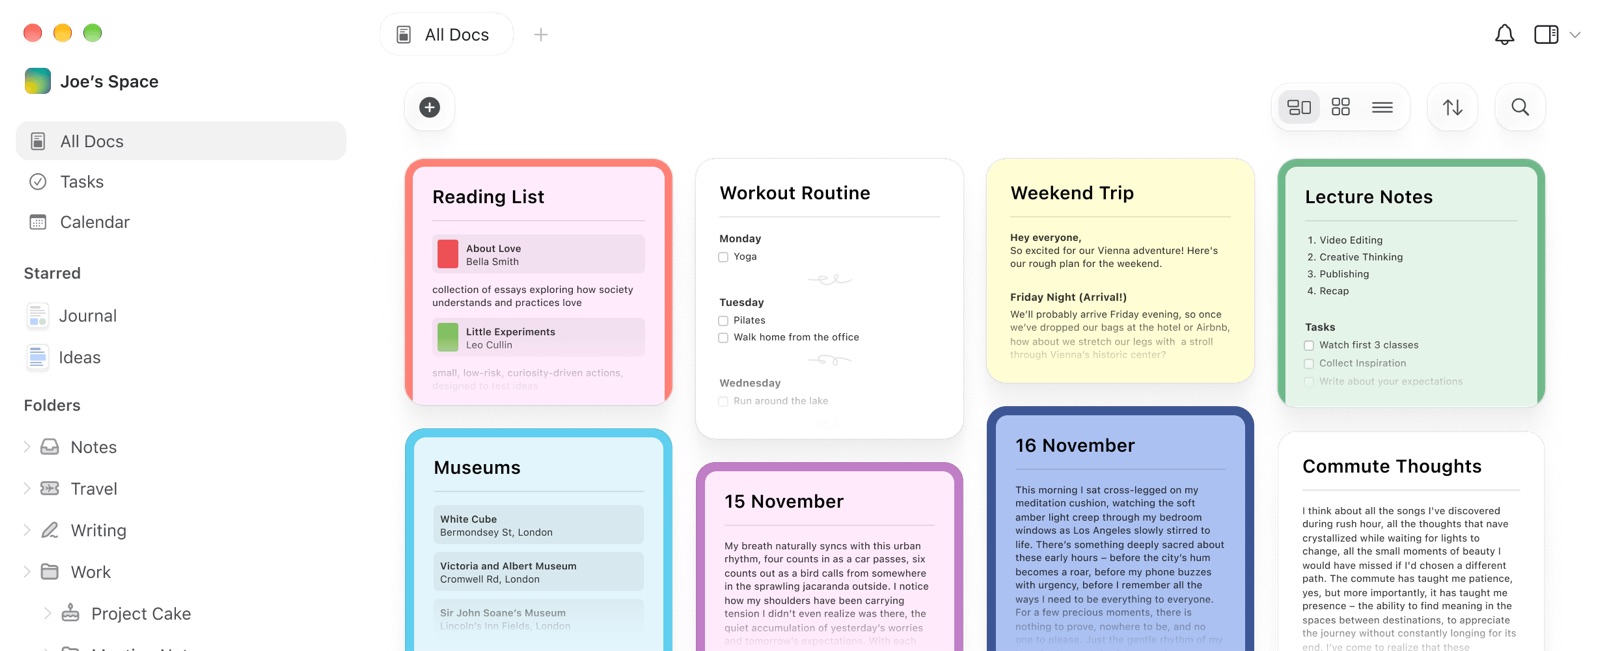 All Docs
Joe's Space
All Docs
Tasks
Calendar
Starred
Journal
Ideas
Folders
Notes
Travel
Writing
Work
Project Cake
Reading List
About Love
Bella Smith
collection of essays exploring how society
understands and practices love
Little Experiments
Leo Cullin
small, low-risk, curiosity-driven actions,
designed to test ideas
Museums
White Cube
Bermondsey St, London
Victoria and Albert Museum
Cromwell Rd, London
Sir John Soane's Museum
Lincoln's Inn Fields, London
Workout Routine
Monday
Yoga
Tuesday
Pilates
Walk home from the office
Wednesday
Run around the lake
15 November
My breath naturally syncs with this urban
rhythm, four counts in as a car passes, six
counts out as a bird calls from somewhere
in the sprawling jacaranda outside. I notice
how my shoulders have been carrying
tension I didn't even realize was there, the
quiet accumulation of yesterday's worries
and tomorrow's expectations. With each
Weekend Trip
Hey everyone,
So excited for our Vienna adventure! Here's
our rough plan for the weekend.
Friday Night (Arrival!)
We'll probably arrive Friday evening, so once
we've dropped our bags at the hotel or Airbnb,
how about we stretch our legs with a stroll
through Vienna's historic center?
16 November
This morning I sat cross-legged on my
meditation cushion, watching the soft
amber light creep through my bedroom
windows as Los Angeles slowly stirred to
life. There's something deeply sacred about
these early hours – before the city's hum
becomes a roar, before my phone buzzes
with urgency, before I remember all the
ways I need to be everything to everyone.
For a few precious moments, there is
nothing to prove, nowhere to be, and no
one to please. Just the gentle rhythm of my
Lecture Notes
1. Video Editing
2. Creative Thinking
3. Publishing
4. Recap
Tasks
Watch first 3 classes
Collect Inspiration
Write about your expectations
Commute Thoughts
I think about all the songs I've discovered
during rush hour, all the thoughts that nave
crystallized while waiting for lights to
change, all the small moments of beauty I
would have missed if I'd chosen a different
path. The commute has taught me patience,
yes, but more importantly, it has taught me
presence – the ability to find meaning in the
spaces between destinations, to appreciate
the journey without constantly longing for its
end. I've come to realize that these